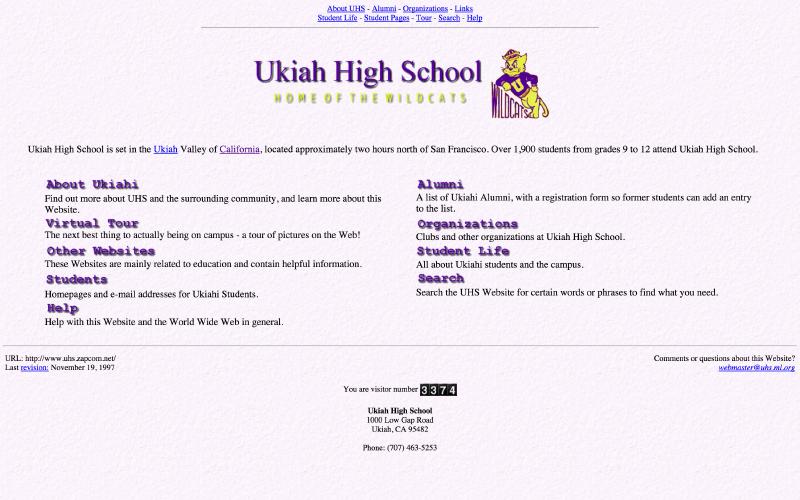 About UHS - Alumni - Organizations - Links
Student Life - Student Pages - Tour - Search - Help
Ukiah High School
HOME OF THE WILDCATS
U
WILDCATS
Ukiah High School is set in the Ukiah Valley of California, located approximately two hours north of San Francisco. Over 1,900 students from grades 9 to 12 attend Ukiah High School.
About Ukiahi
Find out more about UHS and the surrounding community, and learn more about this
Website.
Virtual Tour
The next best thing to actually being on campus - a tour of pictures on the Web!
Other Websites
These Websites are mainly related to education and contain helpful information.
Students
Homepages and e-mail addresses for Ukiahi Students.
Help
Help with this Website and the World Wide Web in general.
Alumni
A list of Ukiahi Alumni, with a registration form so former students can add an entry
to the list.
Organizations
Clubs and other organizations at Ukiah High School.
Student Life
All about Ukiahi students and the campus.
Search
Search the UHS Website for certain words or phrases to find what you need.
URL: http://www.uhs.zapcom.net/
Last revision: November 19, 1997
Comments or questions about this Website?
webmaster@uhs.ml.org
You are visitor number 3374
Ukiah High School
1000 Low Gap Road
Ukiah, CA 95482
Phone: (707) 463-5253